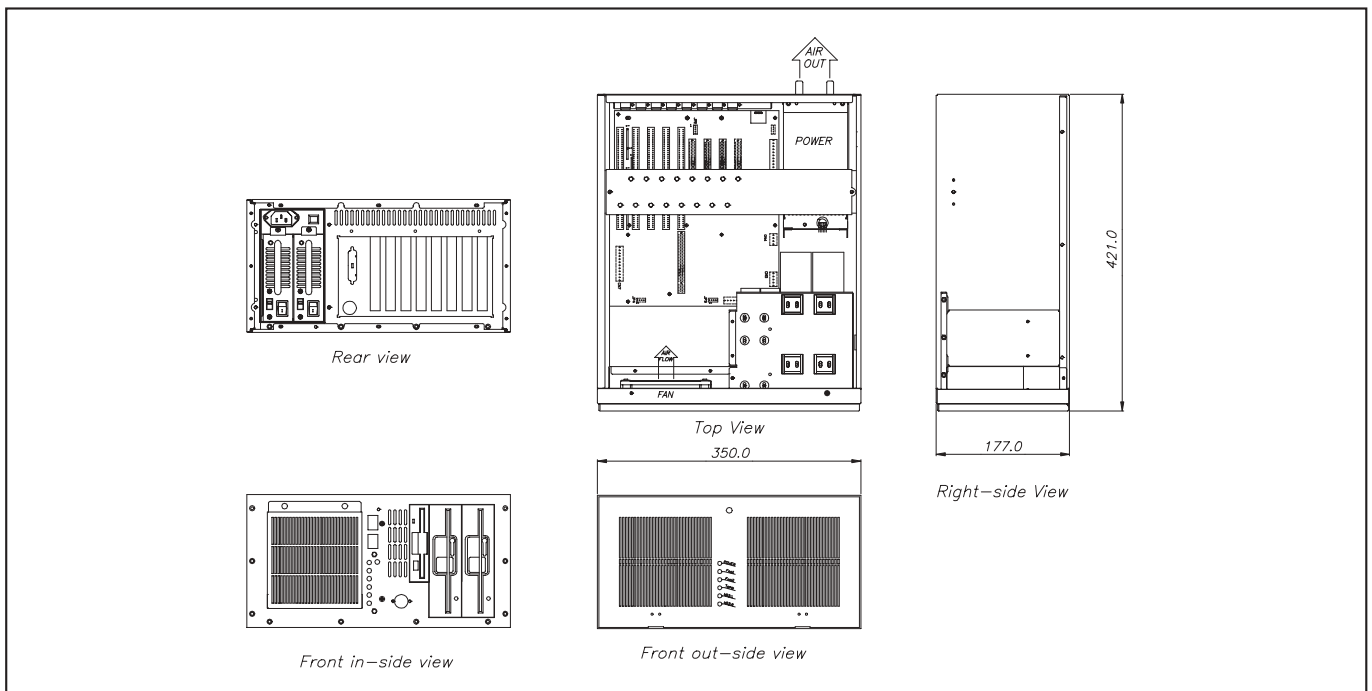 AIR
OUT
POWER
421.0
Rear view
AIR
FLOW
FAN
Top View
350.0
177.0
Right-side View
Front in-side view
Front out-side view